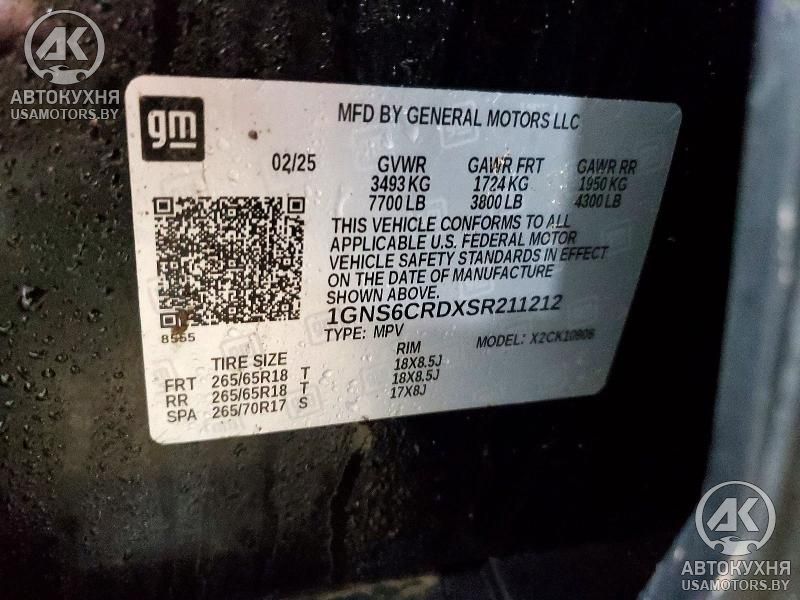 АК
АВТОКУХНЯ
USAMOTORS.BY
gm
MFD BY GENERAL MOTORS LLC
02/25 GVWR GAWR FRT GAWR RR
3493 KG 1724 KG 1950 KG
7700 LB 3800 LB 4300 LB
THIS VEHICLE CONFORMS TO ALL
APPLICABLE U.S. FEDERAL MOTOR
VEHICLE SAFETY STANDARDS IN EFFECT
ON THE DATE OF MANUFACTURE
SHOWN ABOVE.
1GNS6CRDXSR211212
8555
TYPE: MPV MODEL: X2CK10906
TIRE SIZE RIM
FRT 265/65R18 T 18X8.5J
RR 265/65R18 T 18X8.5J
SPA 265/70R17 S 17X8J
АК
АВТОКУХНЯ
USAMOTORS.BY